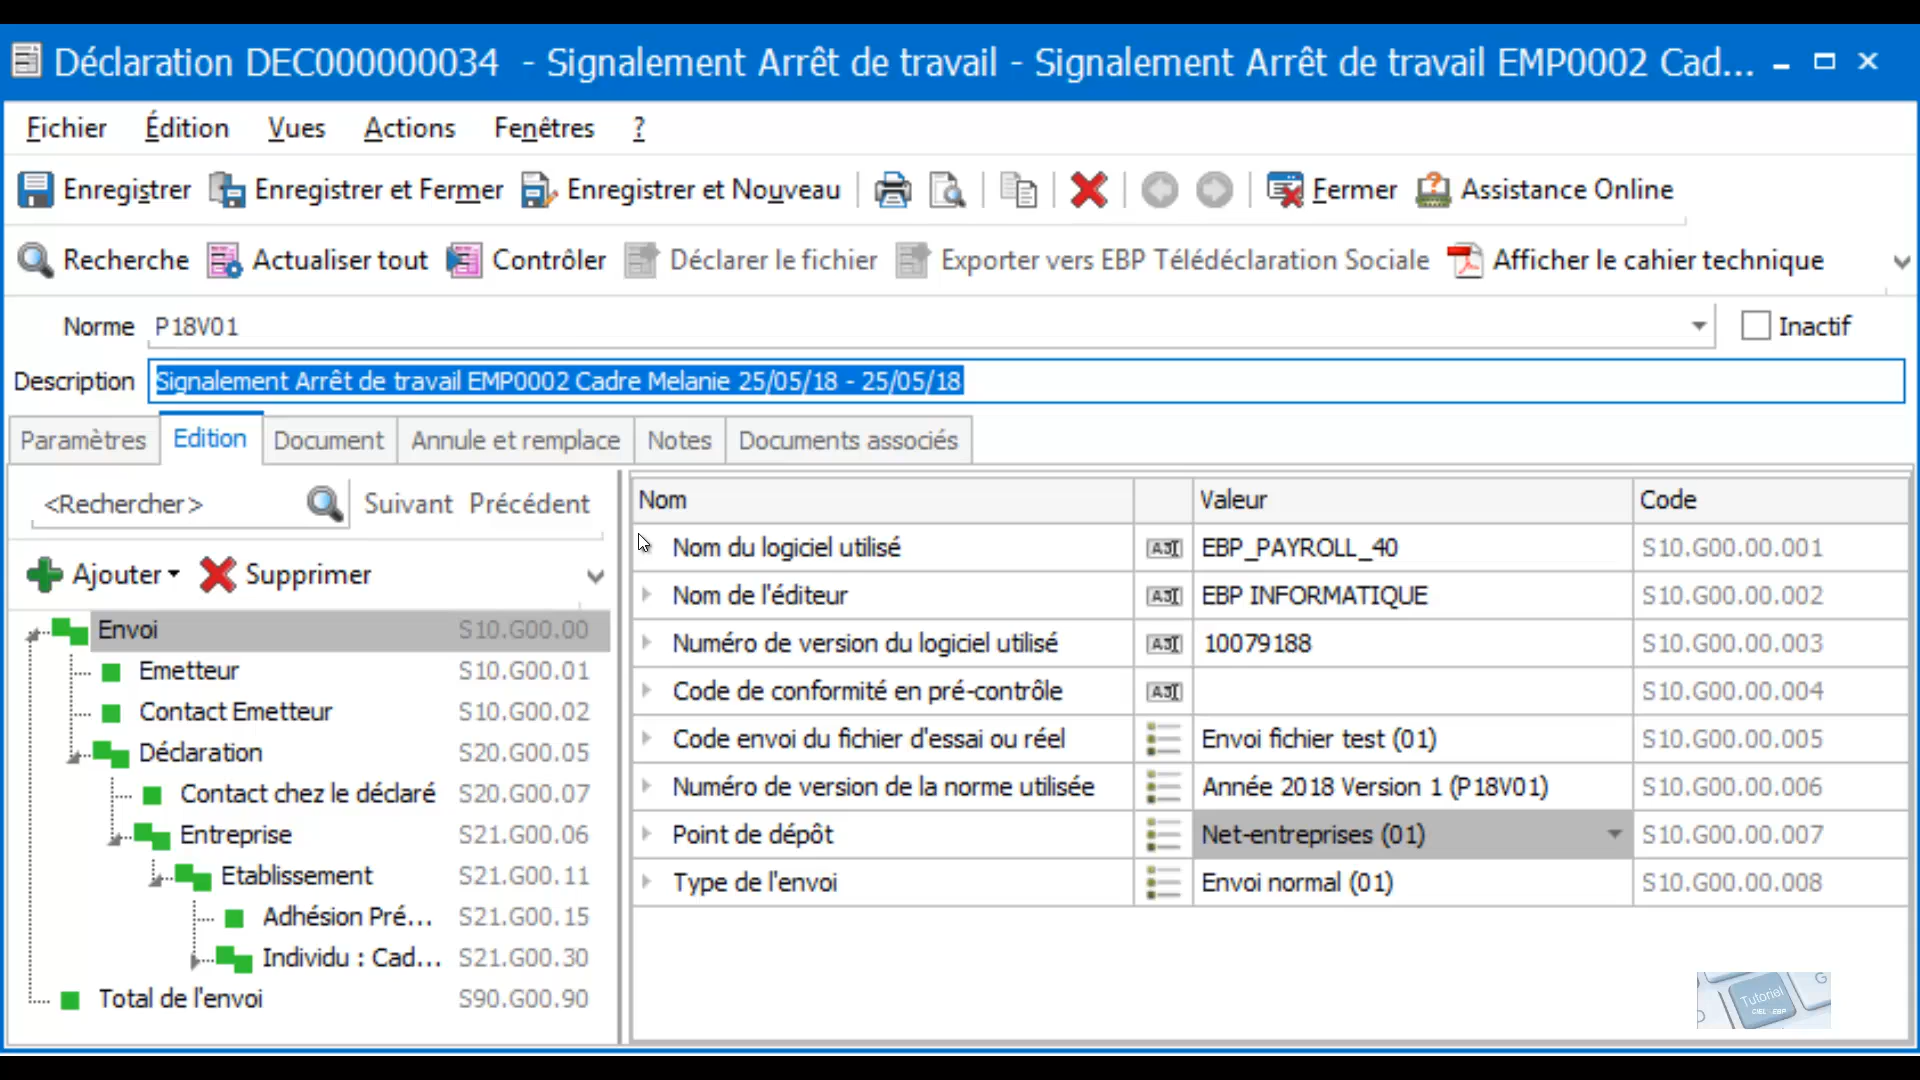 Déclaration DEC000000034 - Signalement Arrêt de travail - Signalement Arrêt de travail EMP0002 Cad...
Fichier Édition Vues Actions Fenêtres ?
Enregistrer Enregistrer et Fermer Enregistrer et Nouveau Fermer Assistance Online
Recherche Actualiser tout Contrôler Déclarer le fichier Exporter vers EBP Télédéclaration Sociale Afficher le cahier technique
Norme P18V01 Inactif
Description Signalement Arrêt de travail EMP0002 Cadre Melanie 25/05/18 - 25/05/18
Paramètres Edition Document Annule et remplace Notes Documents associés
<Rechercher> Suivant Précédent
Ajouter Supprimer
Envoi S10.G00.00
Emetteur S10.G00.01
Contact Emetteur S10.G00.02
Déclaration S20.G00.05
Contact chez le déclaré S20.G00.07
Entreprise S21.G00.06
Etablissement S21.G00.11
Adhésion Pré... S21.G00.15
Individu : Cad... S21.G00.30
Total de l'envoi S90.G00.90
Nom Valeur Code
Nom du logiciel utilisé EBP_PAYROLL_40 S10.G00.00.001
Nom de l'éditeur EBP INFORMATIQUE S10.G00.00.002
Numéro de version du logiciel utilisé 10079188 S10.G00.00.003
Code de conformité en pré-contrôle S10.G00.00.004
Code envoi du fichier d'essai ou réel Envoi fichier test (01) S10.G00.00.005
Numéro de version de la norme utilisée Année 2018 Version 1 (P18V01) S10.G00.00.006
Point de dépôt Net-entreprises (01) S10.G00.00.007
Type de l'envoi Envoi normal (01) S10.G00.00.008
Tutoriel
CIEL - EBP